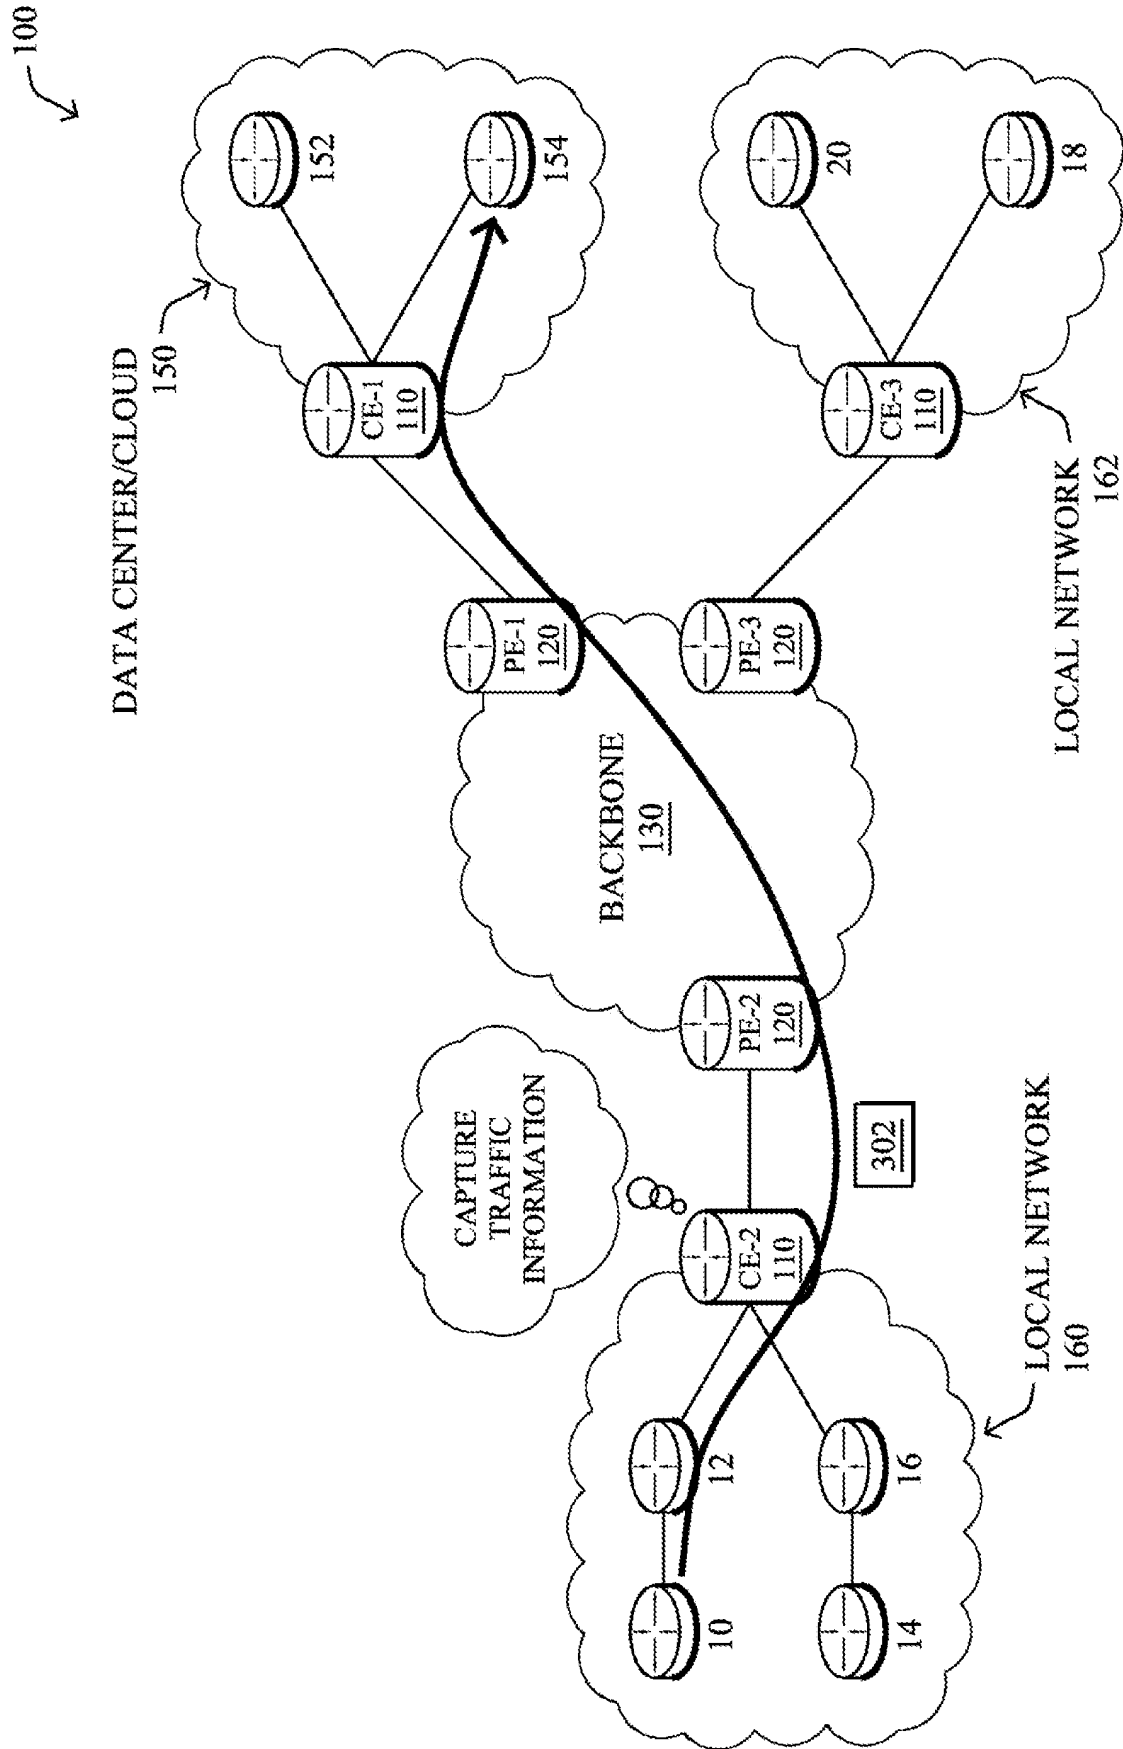 100
DATA CENTER/CLOUD
150
152
154
CE-1
110
PE-1
120
BACKBONE
130
PE-3
120
CE-3
110
20
18
LOCAL NETWORK
162
CAPTURE
TRAFFIC
INFORMATION
PE-2
120
302
CE-2
110
10
12
14
16
LOCAL NETWORK
160